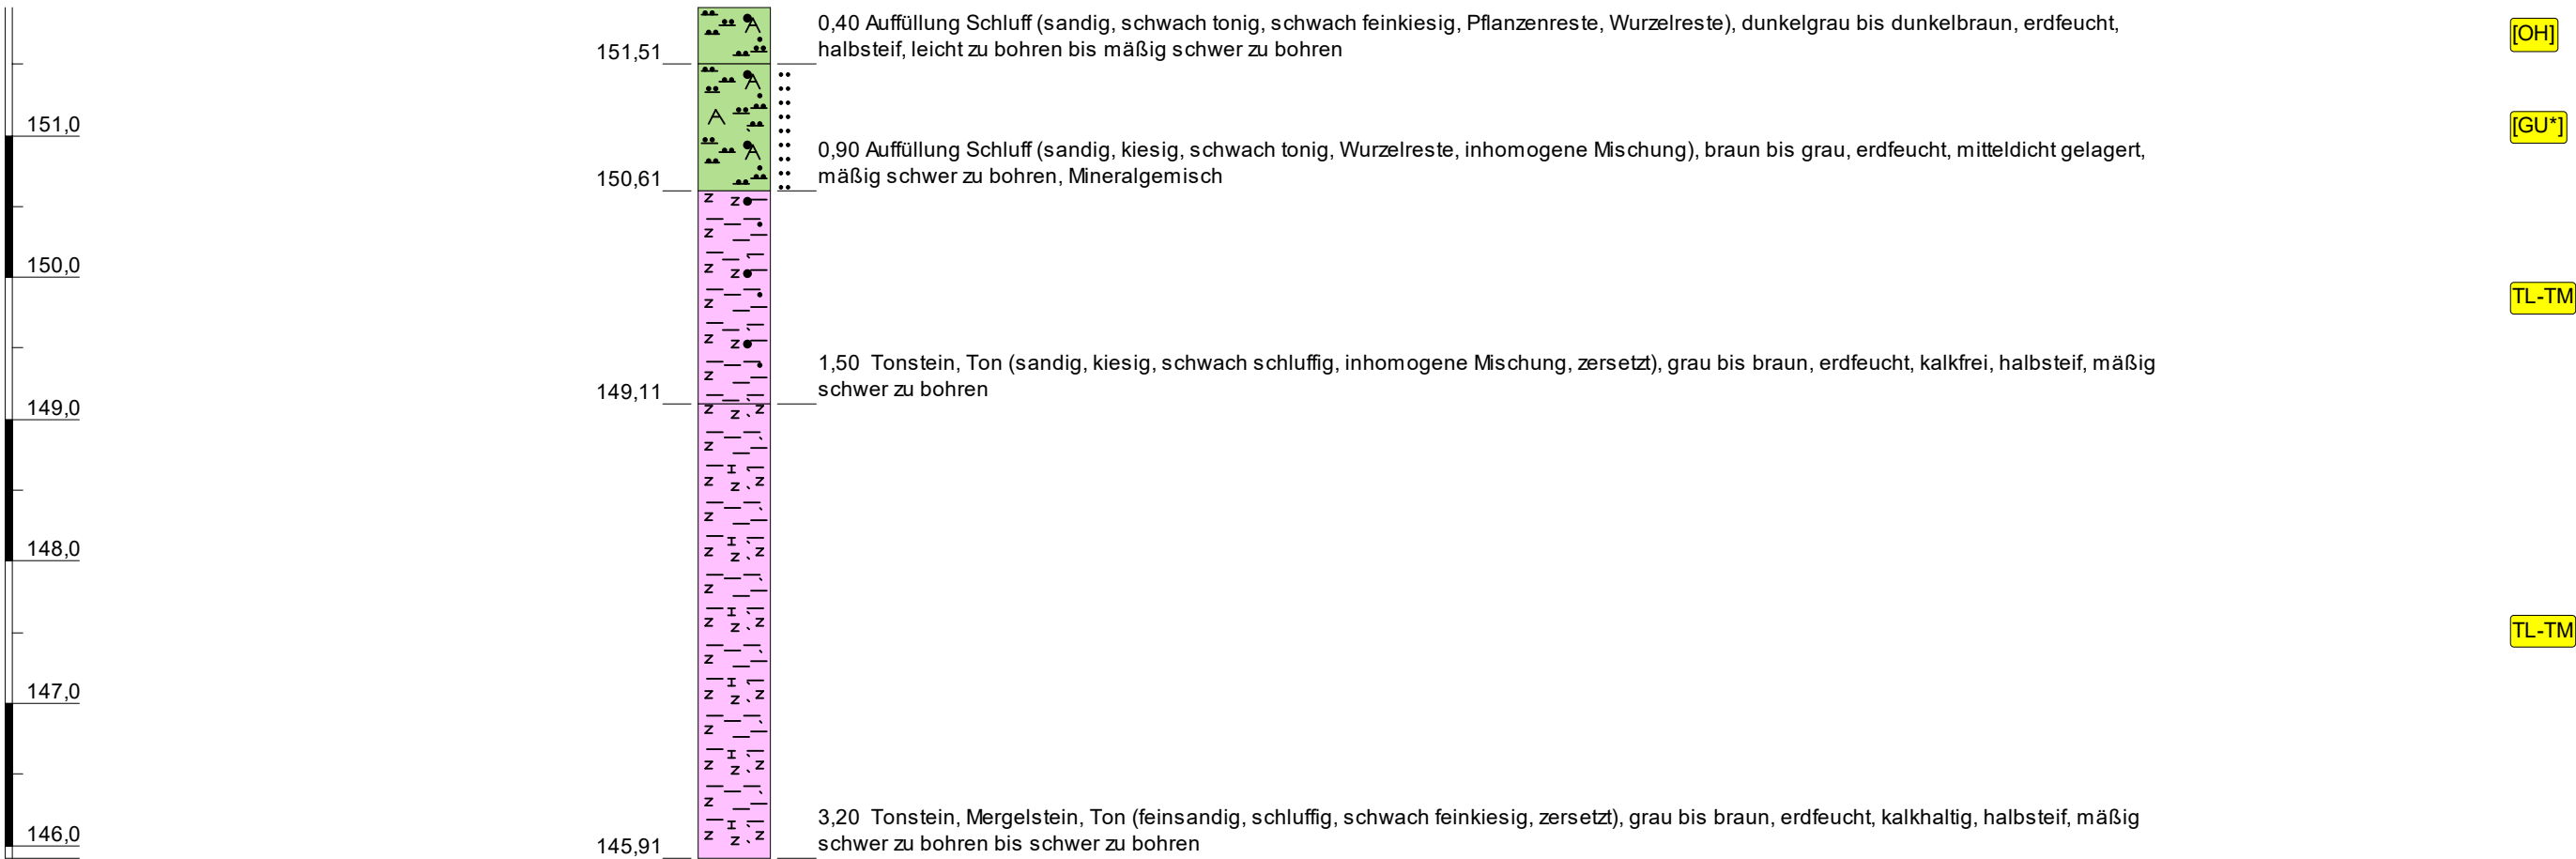 0,40 Auffüllung Schluff (sandig, schwach tonig, schwach feinkiesig, Pflanzenreste, Wurzelreste), dunkelgrau bis dunkelbraun, erdfeucht,
halbsteif, leicht zu bohren bis mäßig schwer zu bohren
[OH]
151,51
151,0
[GU*]
0,90 Auffüllung Schluff (sandig, kiesig, schwach tonig, Wurzelreste, inhomogene Mischung), braun bis grau, erdfeucht, mitteldicht gelagert,
mäßig schwer zu bohren, Mineralgemisch
150,61
150,0
TL-TM
1,50 Tonstein, Ton (sandig, kiesig, schwach schluffig, inhomogene Mischung, zersetzt), grau bis braun, erdfeucht, kalkfrei, halbsteif, mäßig
schwer zu bohren
149,11
149,0
148,0
TL-TM
147,0
3,20 Tonstein, Mergelstein, Ton (feinsandig, schluffig, schwach feinkiesig, zersetzt), grau bis braun, erdfeucht, kalkhaltig, halbsteif, mäßig
schwer zu bohren bis schwer zu bohren
146,0
145,91